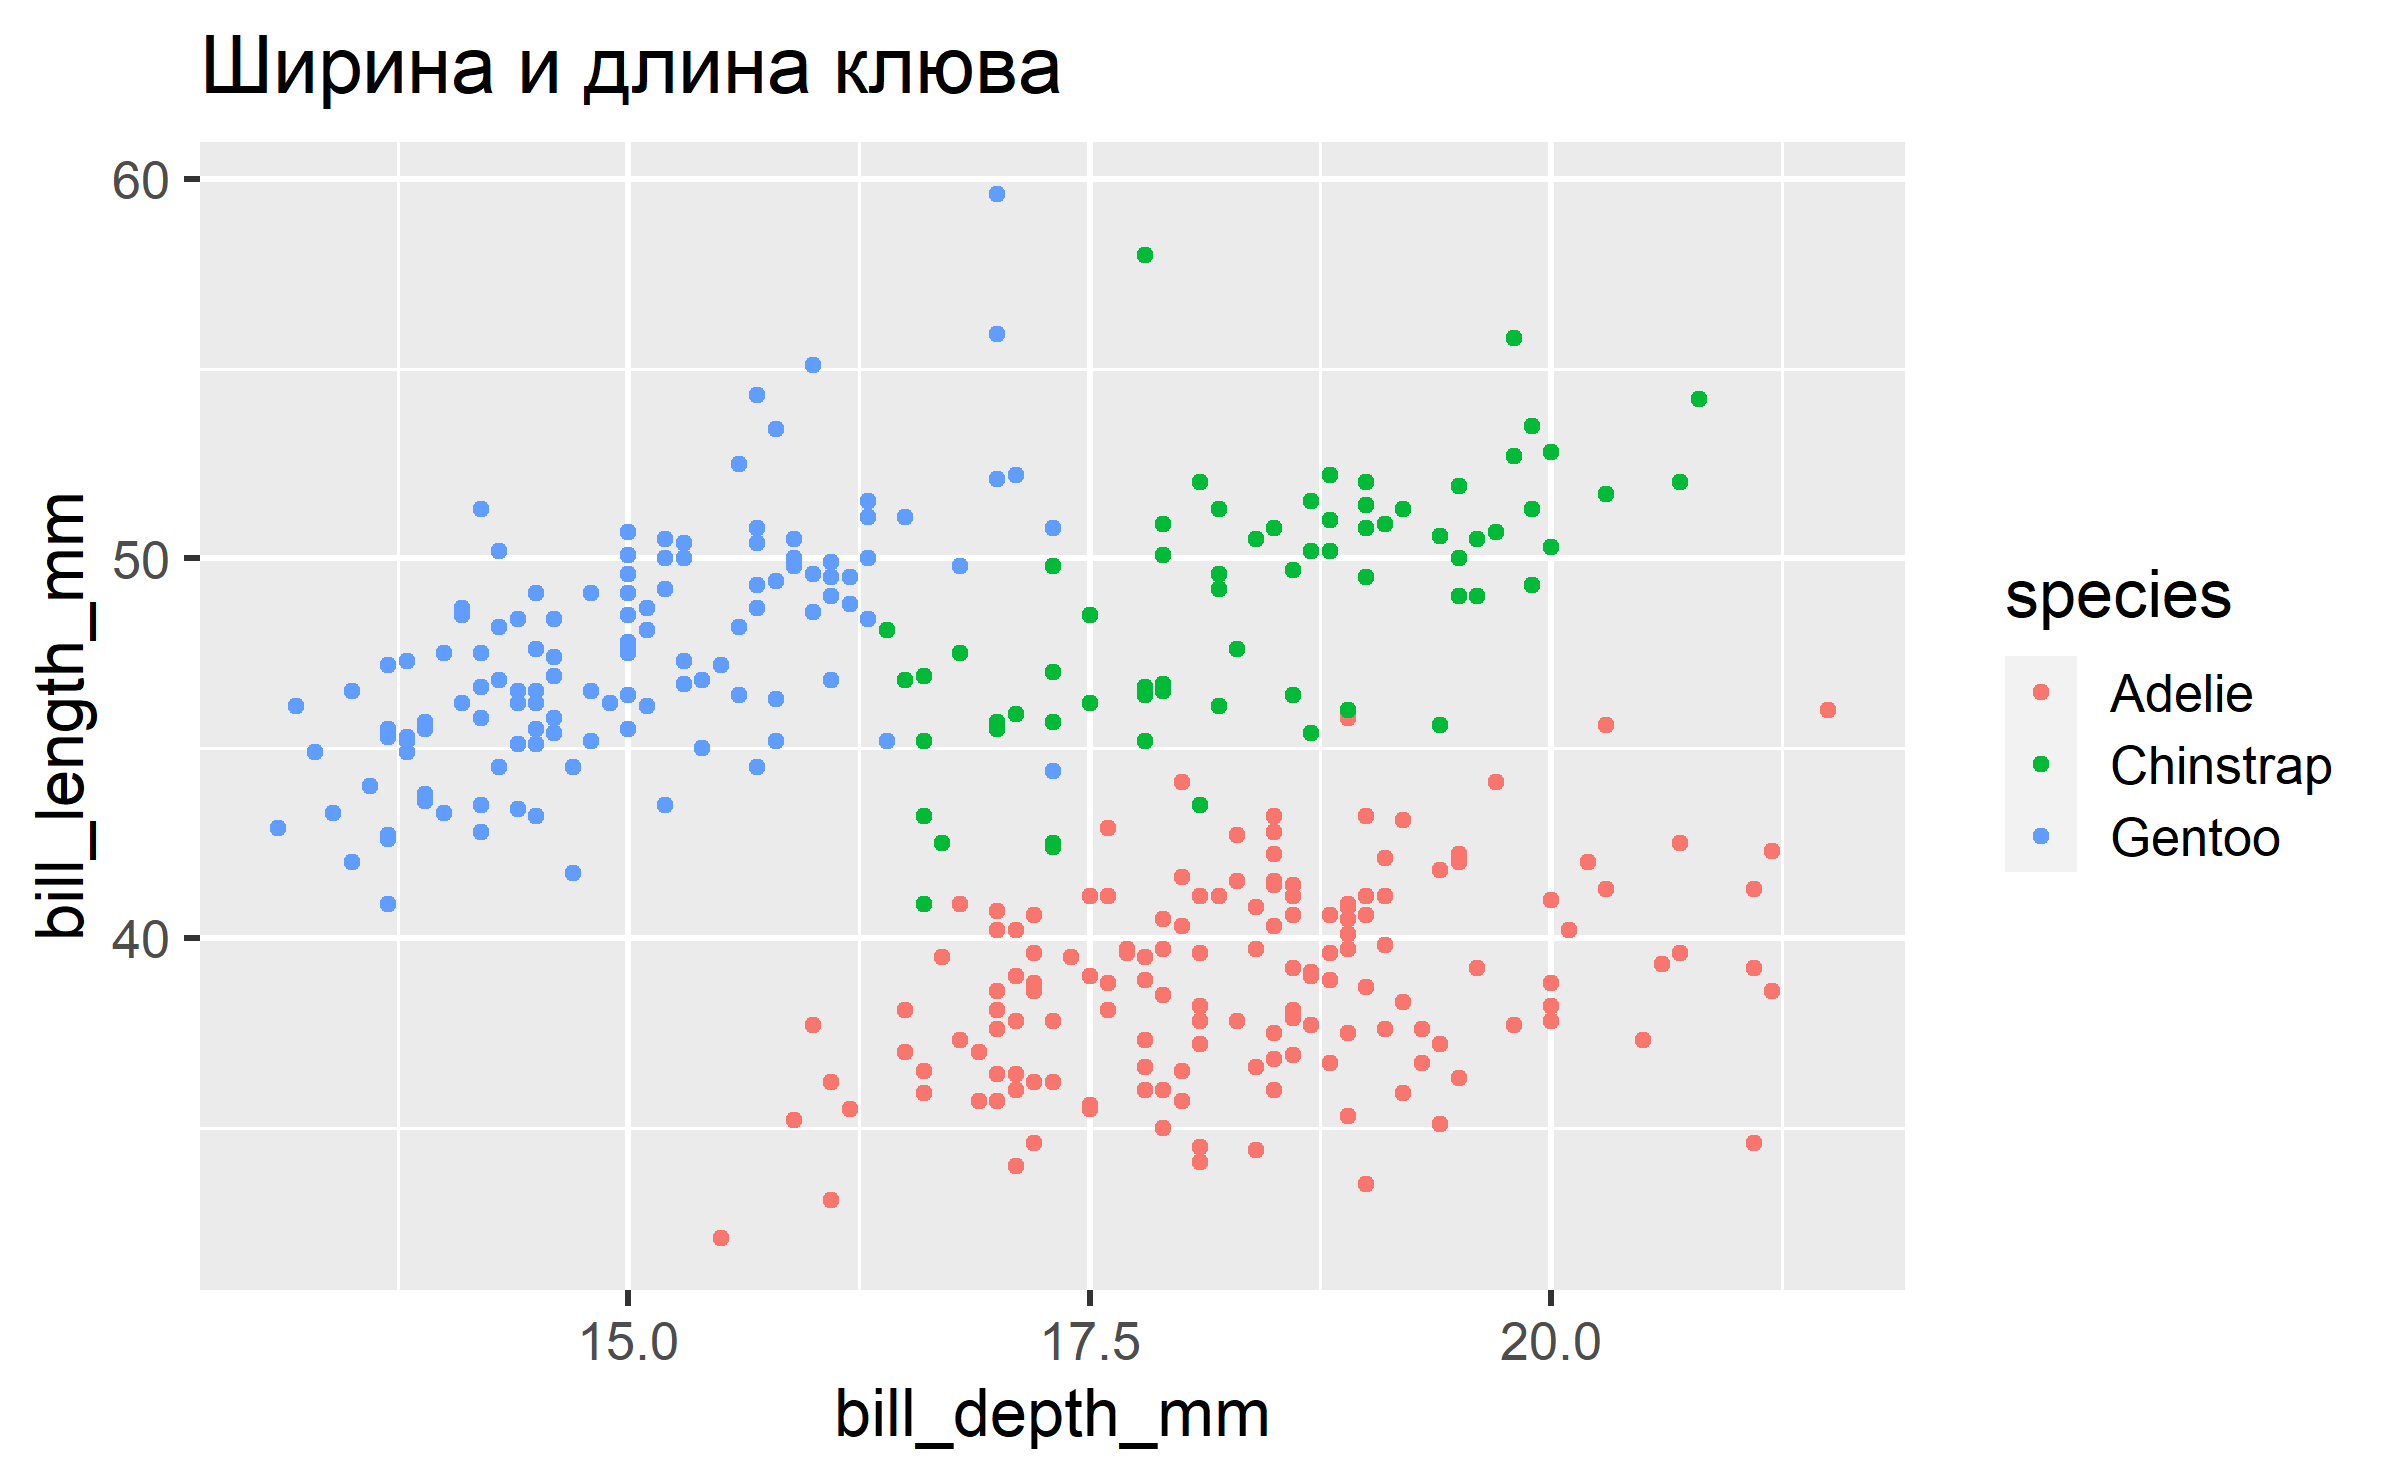 Ширина и длина клюва
60
50
40
bill_length_mm
15.0
17.5
20.0
bill_depth_mm
species
Adelie
Chinstrap
Gentoo